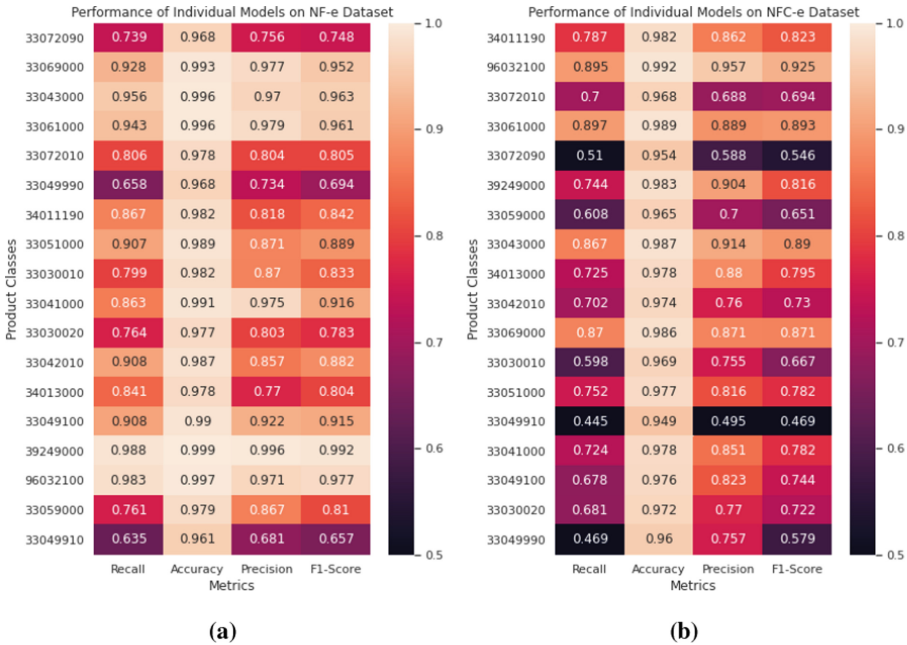 Performance of Individual Models on NF-e Dataset
Product Classes
33072090 0.739 0.968 0.756 0.748
33069000 0.928 0.993 0.977 0.952
33043000 0.956 0.996 0.97 0.963
33061000 0.943 0.996 0.979 0.961
33072010 0.806 0.978 0.804 0.805
33049990 0.658 0.968 0.734 0.694
34011190 0.867 0.982 0.818 0.842
33051000 0.907 0.989 0.871 0.889
33030010 0.799 0.982 0.87 0.833
33041000 0.863 0.991 0.975 0.916
33030020 0.764 0.977 0.803 0.783
33042010 0.908 0.987 0.857 0.882
34013000 0.841 0.978 0.77 0.804
33049100 0.908 0.99 0.922 0.915
39249000 0.988 0.999 0.996 0.992
96032100 0.983 0.997 0.971 0.977
33059000 0.761 0.979 0.867 0.81
33049910 0.635 0.961 0.681 0.657
Recall Accuracy Precision F1-Score
Metrics
1.0
0.9
0.8
0.7
0.6
0.5
(a)
Performance of Individual Models on NFC-e Dataset
Product Classes
34011190 0.787 0.982 0.862 0.823
96032100 0.895 0.992 0.957 0.925
33072010 0.7 0.968 0.688 0.694
33061000 0.897 0.989 0.889 0.893
33072090 0.51 0.954 0.588 0.546
39249000 0.744 0.983 0.904 0.816
33059000 0.608 0.965 0.7 0.651
33043000 0.867 0.987 0.914 0.89
34013000 0.725 0.978 0.88 0.795
33042010 0.702 0.974 0.76 0.73
33069000 0.87 0.986 0.871 0.871
33030010 0.598 0.969 0.755 0.667
33051000 0.752 0.977 0.816 0.782
33049910 0.445 0.949 0.495 0.469
33041000 0.724 0.978 0.851 0.782
33049100 0.678 0.976 0.823 0.744
33030020 0.681 0.972 0.77 0.722
33049990 0.469 0.96 0.757 0.579
Recall Accuracy Precision F1-Score
Metrics
1.0
0.9
0.8
0.7
0.6
0.5
(b)